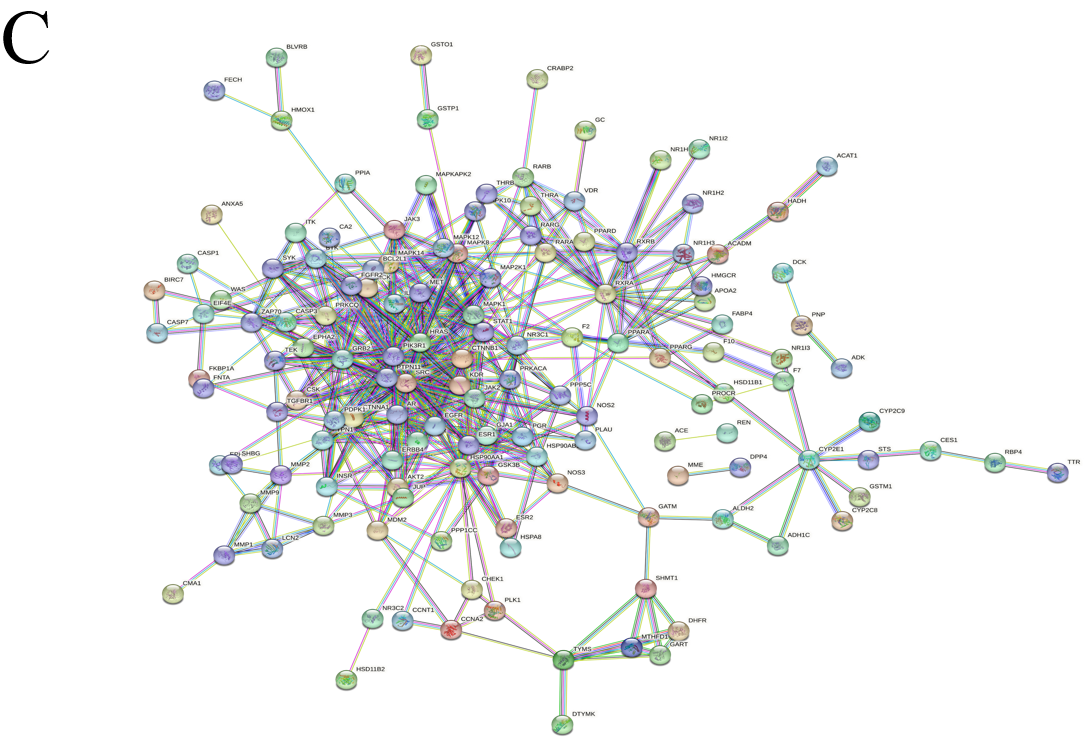 C
BLVRB
GSTO1
FECH
CRABP2
HMOX1
GSTP1
GC
NR1I2
NR1H
ACAT1
RARB
PPIA
MAPKAPK2
THRB
VDR
THRA
HADH
NR1H2
PK10
ANXA5
JAK3
ITK
CA2
RARG
PPARD
MAPK12
MAPK8
RXRB
RARA
NR1H3
ACADM
MAPK14
BCL2L1
CASP1
SYK
DCK
MAP2K1
FGFR2
MET
RXRA
HMGCR
APOA2
BIRC7
WAS
EIF4E
PRKCQ
MAPK1
ZAP70
CASP3
STAT1
FABP4
PNP
CASP7
HRAS
NR3C1
F2
PPARA
EPHA2
GRB2
PIK3R1
CTNNB1
F10
PPARG
NR1I3
TEK
PTPN11
ADK
FKBP1A
FNTA
SRC
KDR
PRKACA
F7
CSK
JAK2
PPP5C
HSD11B1
PROCR
TGFBR1
PDPK1
CTNNA1
AR
NOS2
EGFR
GJA1
PGR
CYP2C9
REN
ACE
ESR1
PLAU
ERBB4
HSP90AB
CES1
CYP2E1
STS
SHBG
HSP90AA1
RBP4
TTR
MMP2
GSK3B
DPP4
MME
INSR
AKT2
JUP
NOS3
GSTM1
MMP9
CYP2C8
GATM
ALDH2
MMP3
MDM2
ESR2
PPP1CC
HSPA8
ADH1C
LCN2
MMP1
CMA1
CHEK1
SHMT1
PLK1
NR3C2
CCNT1
CCNA2
DHFR
MTHFD1
GART
TYMS
HSD11B2
DTYMK